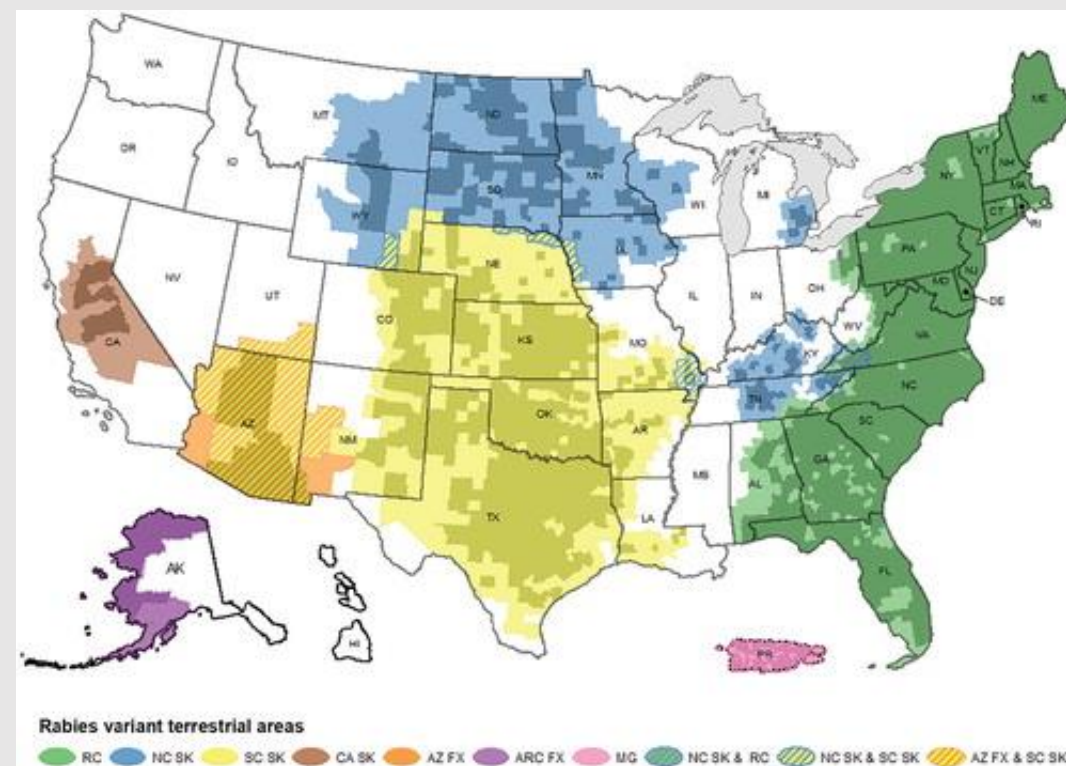 WA
MT
ND
ME
OR
ID
MN
VT
NH
NY
MA
WY
SD
WI
MI
CT
RI
PA
NJ
NE
IA
OH
MD
DE
NV
UT
CO
IL
IN
WV
VA
CA
KS
MO
KY
NC
TN
AZ
NM
OK
AR
SC
MS
AL
GA
TX
LA
FL
AK
HI
PR
Rabies variant terrestrial areas
RC NC SK SC SK CA SK AZ FX ARC FX MG NC SK & RC NC SK & SC SK AZ FX & SC SK